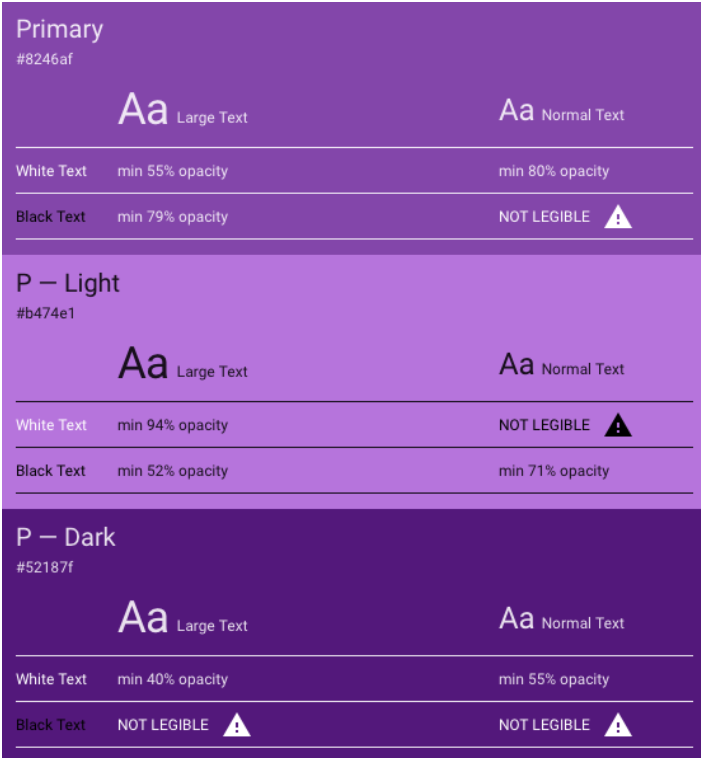 Primary
#8246af
Aa Large Text Aa Normal Text
White Text min 55% opacity min 80% opacity
Black Text min 79% opacity NOT LEGIBLE
P — Light
#b474e1
Aa Large Text Aa Normal Text
White Text min 94% opacity NOT LEGIBLE
Black Text min 52% opacity min 71% opacity
P — Dark
#52187f
Aa Large Text Aa Normal Text
White Text min 40% opacity min 55% opacity
Black Text NOT LEGIBLE NOT LEGIBLE